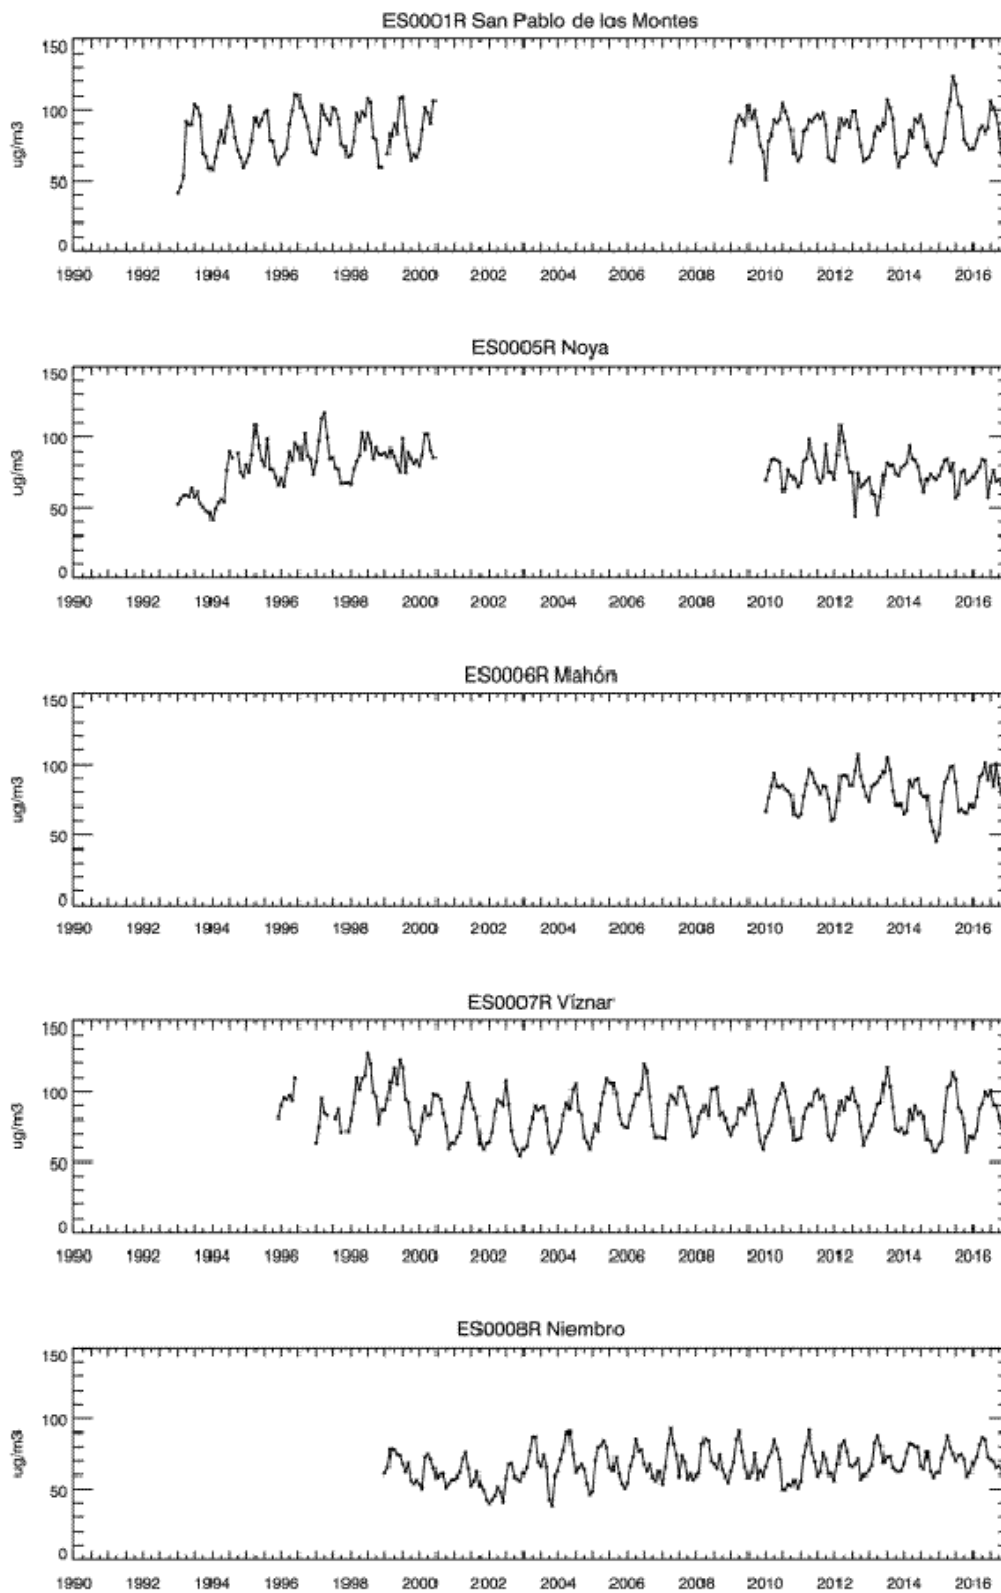 ES0001R San Pablo de los Montes
150
100
50
0
ug/m3
1990 1992 1994 1996 1998 2000 2002 2004 2006 2008 2010 2012 2014 2016
ES0005R Noya
150
100
50
0
ug/m3
1990 1992 1994 1996 1998 2000 2002 2004 2006 2008 2010 2012 2014 2016
ES0006R Mahón
150
100
50
0
ug/m3
1990 1992 1994 1996 1998 2000 2002 2004 2006 2008 2010 2012 2014 2016
ES0007R Víznar
150
100
50
0
ug/m3
1990 1992 1994 1996 1998 2000 2002 2004 2006 2008 2010 2012 2014 2016
ES0008R Niembro
150
100
50
0
ug/m3
1990 1992 1994 1996 1998 2000 2002 2004 2006 2008 2010 2012 2014 2016